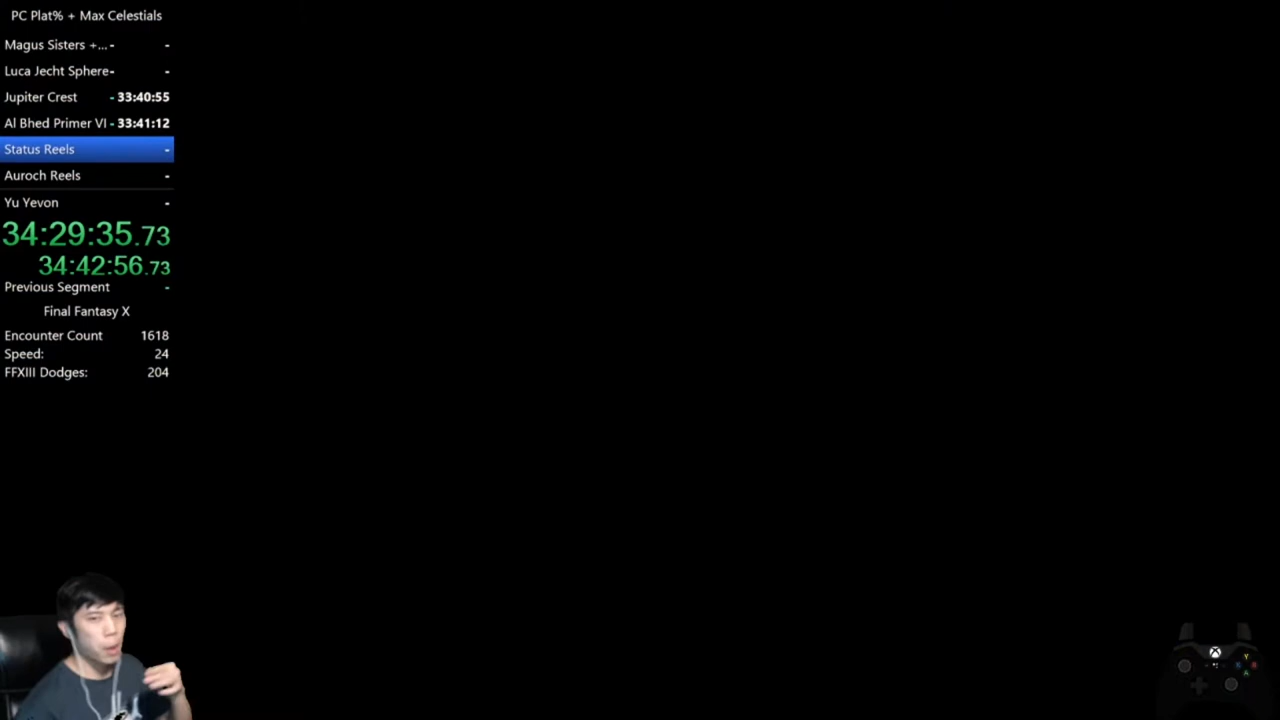 PC Plat% + Max Celestials
Magus Sisters +... - -
Luca Jecht Sphere- -
Jupiter Crest - 33:40:55
Al Bhed Primer VI - 33:41:12
Status Reels -
Auroch Reels -
Yu Yevon -
34:29:35.73
34:42:56.73
Previous Segment -
Final Fantasy X
Encounter Count 1618
Speed: 24
FFXIII Dodges: 204
Y
X B
A